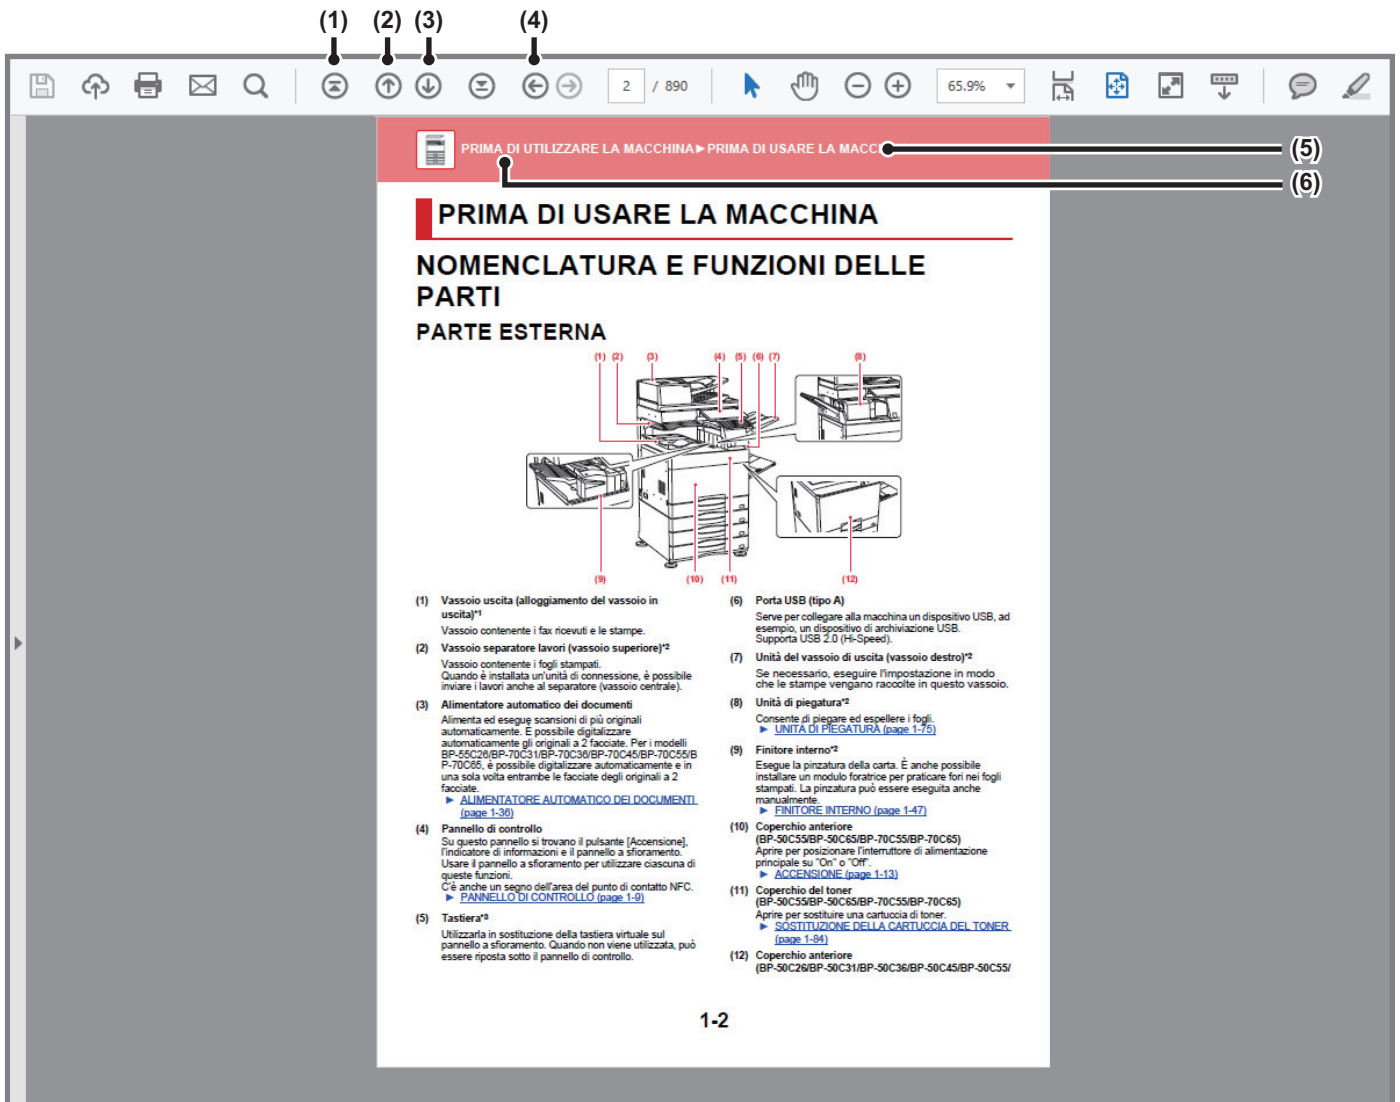 (1) (2) (3) (4)
2 / 890 65.9%
PRIMA DI UTILIZZARE LA MACCHINA►PRIMA DI USARE LA MACC
(5)
(6)
PRIMA DI USARE LA MACCHINA
NOMENCLATURA E FUNZIONI DELLE
PARTI
PARTE ESTERNA
(1) (2) (3) (4) (5) (6) (7) (8)
(9) (10) (11) (12)
(1) Vassoio uscita (alloggiamento del vassoio in
uscita)*1
Vassoio contenente i fax ricevuti e le stampe.
(2) Vassoio separatore lavori (vassoio superiore)*2
Vassoio contenente i fogli stampati.
Quando è installata un'unità di connessione, è possibile
inviare i lavori anche al separatore (vassoio centrale).
(3) Alimentatore automatico dei documenti
Alimenta ed esegue scansioni di più originali
automaticamente. È possibile digitalizzare
automaticamente gli originali a 2 facciate. Per i modelli
BP-55C26/BP-70C31/BP-70C36/BP-70C45/BP-70C55/B
P-70C65, è possibile digitalizzare automaticamente e in
una sola volta entrambe le facciate degli originali a 2
facciate.
► ALIMENTATORE AUTOMATICO DEI DOCUMENTI
(page 1-36)
(4) Pannello di controllo
Su questo pannello si trovano il pulsante [Accensione],
l'indicatore di informazioni e il pannello a sfioramento.
Usare il pannello a sfioramento per utilizzare ciascuna di
queste funzioni.
C'è anche un segno dell'area del punto di contatto NFC.
► PANNELLO DI CONTROLLO (page 1-9)
(5) Tastiera*3
Utilizzarla in sostituzione della tastiera virtuale sul
pannello a sfioramento. Quando non viene utilizzata, può
essere riposta sotto il pannello di controllo.
(6) Porta USB (tipo A)
Serve per collegare alla macchina un dispositivo USB, ad
esempio, un dispositivo di archiviazione USB.
Supporta USB 2.0 (Hi-Speed).
(7) Unità del vassoio di uscita (vassoio destro)*2
Se necessario, eseguire l'impostazione in modo
che le stampe vengano raccolte in questo vassoio.
(8) Unità di piegatura*2
Consente di piegare ed espellere i fogli.
► UNITÀ DI PIEGATURA (page 1-75)
(9) Finitore interno*2
Esegue la pinzatura della carta. È anche possibile
installare un modulo foratrice per praticare fori nei fogli
stampati. La pinzatura può essere eseguita anche
manualmente.
► FINITORE INTERNO (page 1-47)
(10) Coperchio anteriore
(BP-50C55/BP-50C65/BP-70C55/BP-70C65)
Aprire per posizionare l'interruttore di alimentazione
principale su "On" o "Off".
► ACCENSIONE (page 1-13)
(11) Coperchio del toner
(BP-50C55/BP-50C65/BP-70C55/BP-70C65)
Aprire per sostituire una cartuccia di toner.
► SOSTITUZIONE DELLA CARTUCCIA DEL TONER
(page 1-84)
(12) Coperchio anteriore
(BP-50C26/BP-50C31/BP-50C36/BP-50C45/BP-50C55/
1-2